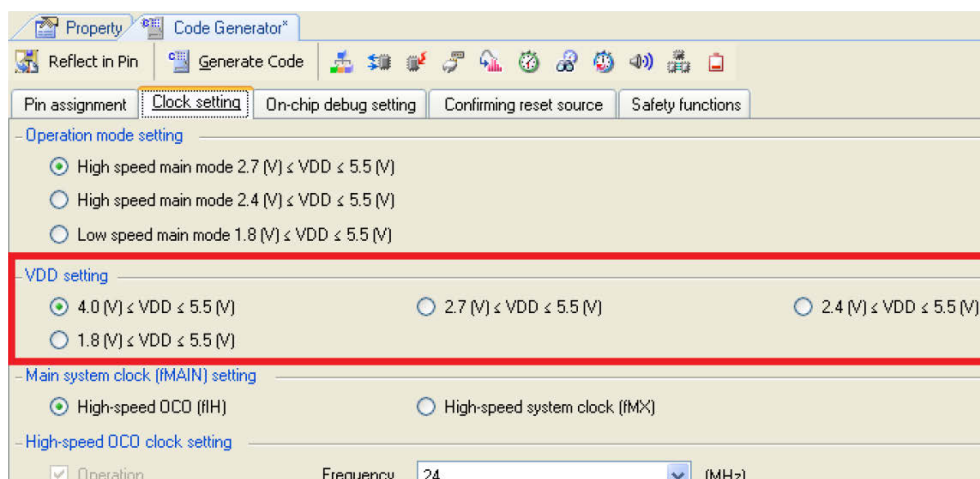 Property Code Generator*
Reflect in Pin Generate Code
Pin assignment Clock setting On-chip debug setting Confirming reset source Safety functions
Operation mode setting
High speed main mode 2.7 (V) ≤ VDD ≤ 5.5 (V)
High speed main mode 2.4 (V) ≤ VDD ≤ 5.5 (V)
Low speed main mode 1.8 (V) ≤ VDD ≤ 5.5 (V)
VDD setting
4.0 (V) ≤ VDD ≤ 5.5 (V) 2.7 (V) ≤ VDD ≤ 5.5 (V) 2.4 (V) ≤ VDD ≤ 5.5 (V)
1.8 (V) ≤ VDD ≤ 5.5 (V)
Main system clock (fMAIN) setting
High-speed OCO (fIH) High-speed system clock (fMX)
High-speed OCO clock setting
Operation Frequency 24 (MHz)